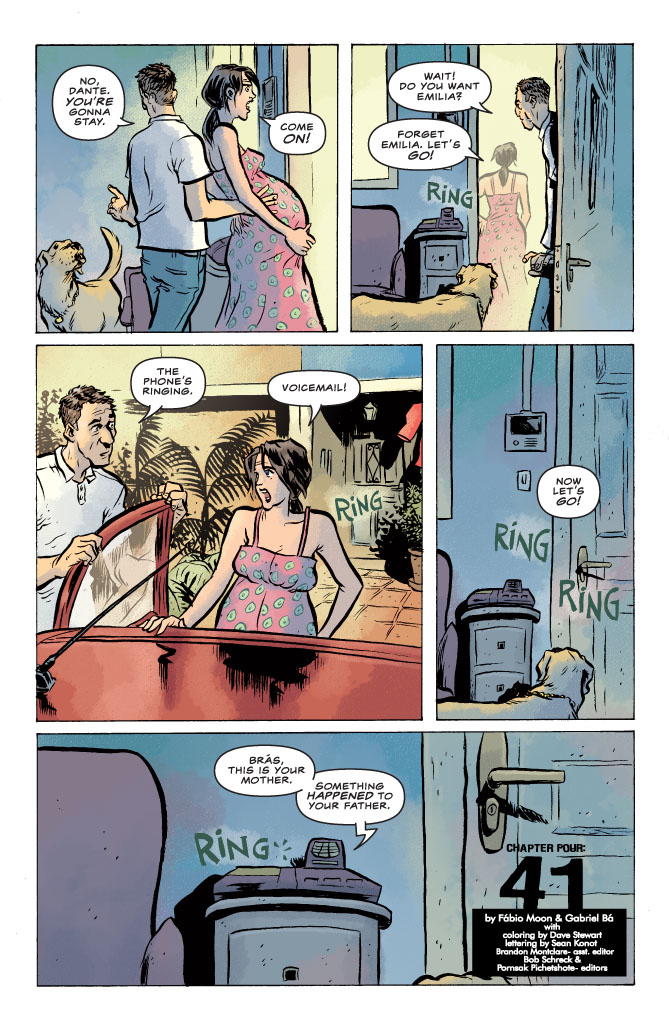 NO,
DANTE.
YOU'RE
GONNA
STAY.
COME
ON!
WAIT!
DO YOU WANT
EMILIA?
FORGET
EMILIA. LET'S
GO!
RING
THE
PHONE'S
RINGING.
VOICEMAIL!
RING
NOW
LET'S
GO!
RING
RING
BRÁS,
THIS IS YOUR
MOTHER.
SOMETHING
HAPPENED TO
YOUR FATHER.
RING
CHAPTER FOUR:
41
by Fábio Moon & Gabriel Bá
with
coloring by Dave Stewart
lettering by Sean Konot
Brandon Montclare- asst. editor
Bob Schreck &
Pornsak Pichetshote- editors